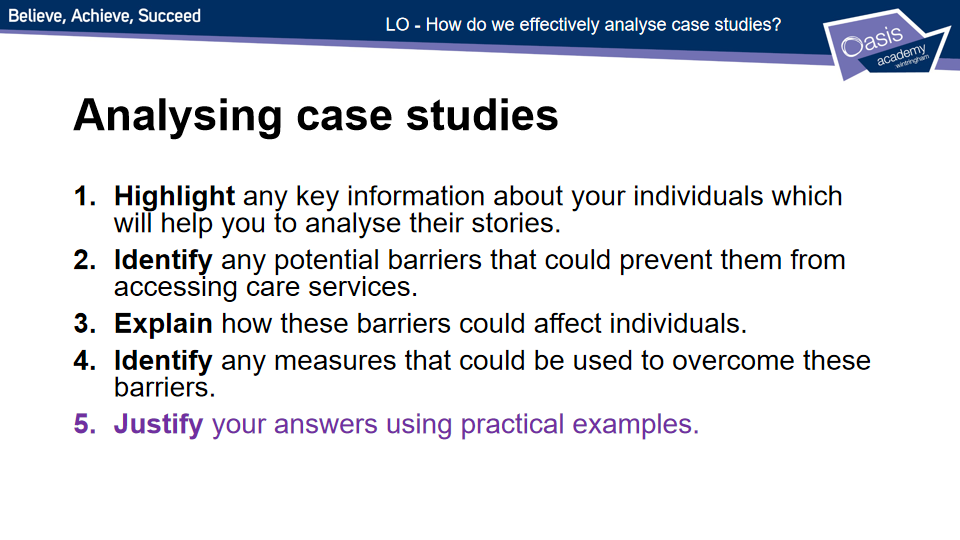 Believe, Achieve, Succeed
LO - How do we effectively analyse case studies?
Oasis
academy
wintringham
Analysing case studies
1. Highlight any key information about your individuals which
will help you to analyse their stories.
2. Identify any potential barriers that could prevent them from
accessing care services.
3. Explain how these barriers could affect individuals.
4. Identify any measures that could be used to overcome these
barriers.
5. Justify your answers using practical examples.